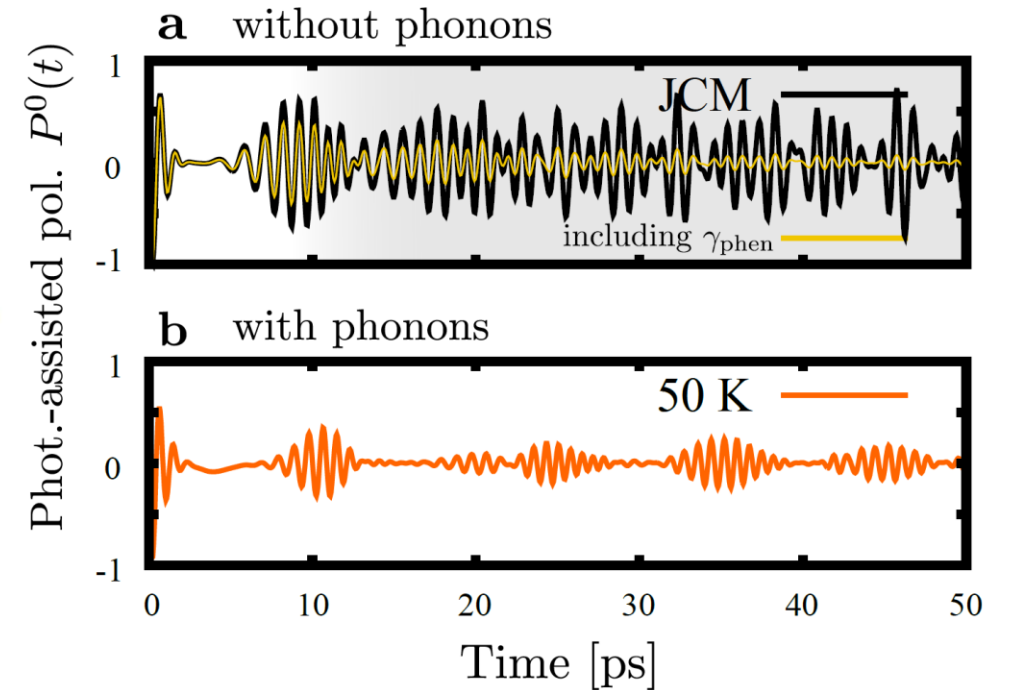 a without phonons
Phot.-assisted pol. P⁰(t)
1
0
-1
JCM
including γphen
b with phonons
1
0
-1
50 K
0 10 20 30 40 50
Time [ps]